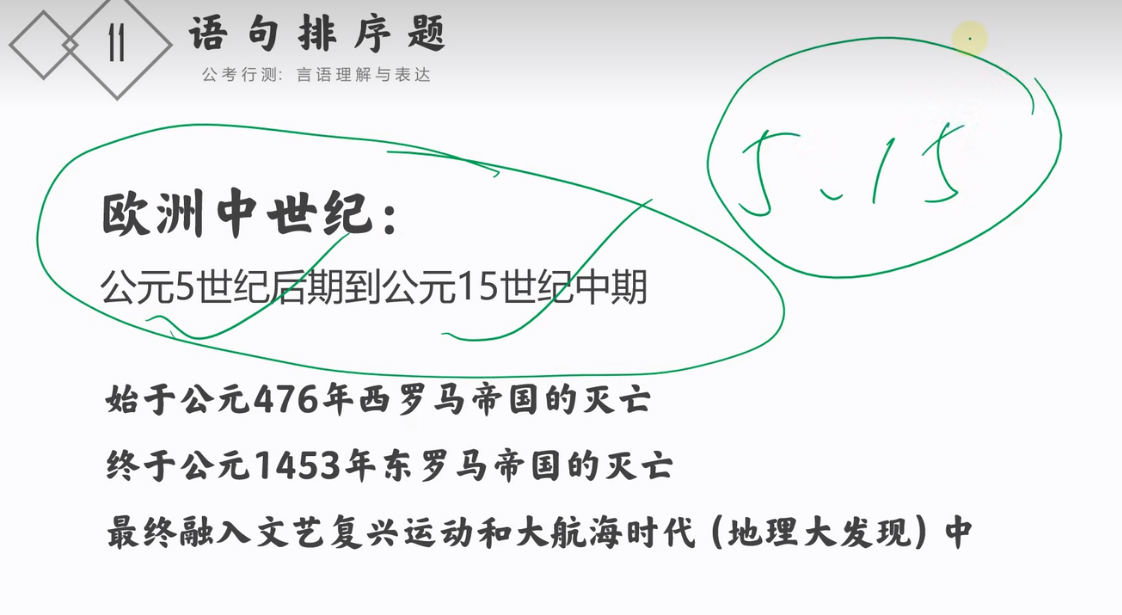 11
语句排序题
公考行测: 言语理解与表达
5、15
欧洲中世纪:
公元5世纪后期到公元15世纪中期
始于公元476年西罗马帝国的灭亡
终于公元1453年东罗马帝国的灭亡
最终融入文艺复兴运动和大航海时代(地理大发现)中